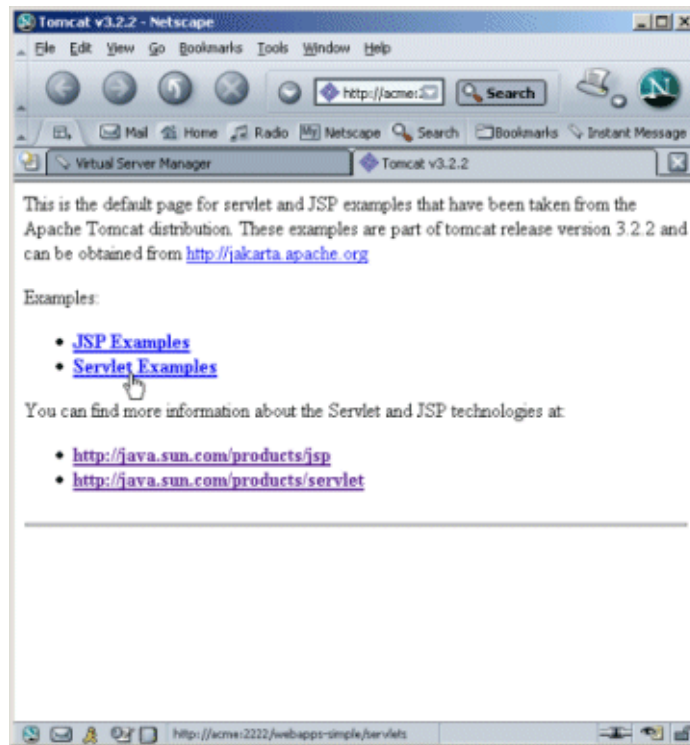 Tomcat v3.2.2 - Netscape
File Edit View Go Bookmarks Tools Window Help
http://acme:2 Search N
Mail Home Radio My Netscape Search Bookmarks Instant Message
Virtual Server Manager Tomcat v3.2.2
This is the default page for servlet and JSP examples that have been taken from the
Apache Tomcat distribution. These examples are part of tomcat release version 3.2.2 and
can be obtained from http://jakarta.apache.org
Examples:
JSP Examples
Servlet Examples
You can find more information about the Servlet and JSP technologies at:
http://java.sun.com/products/jsp
http://java.sun.com/products/servlet
http://acme:2222/webapps-simple/servlets